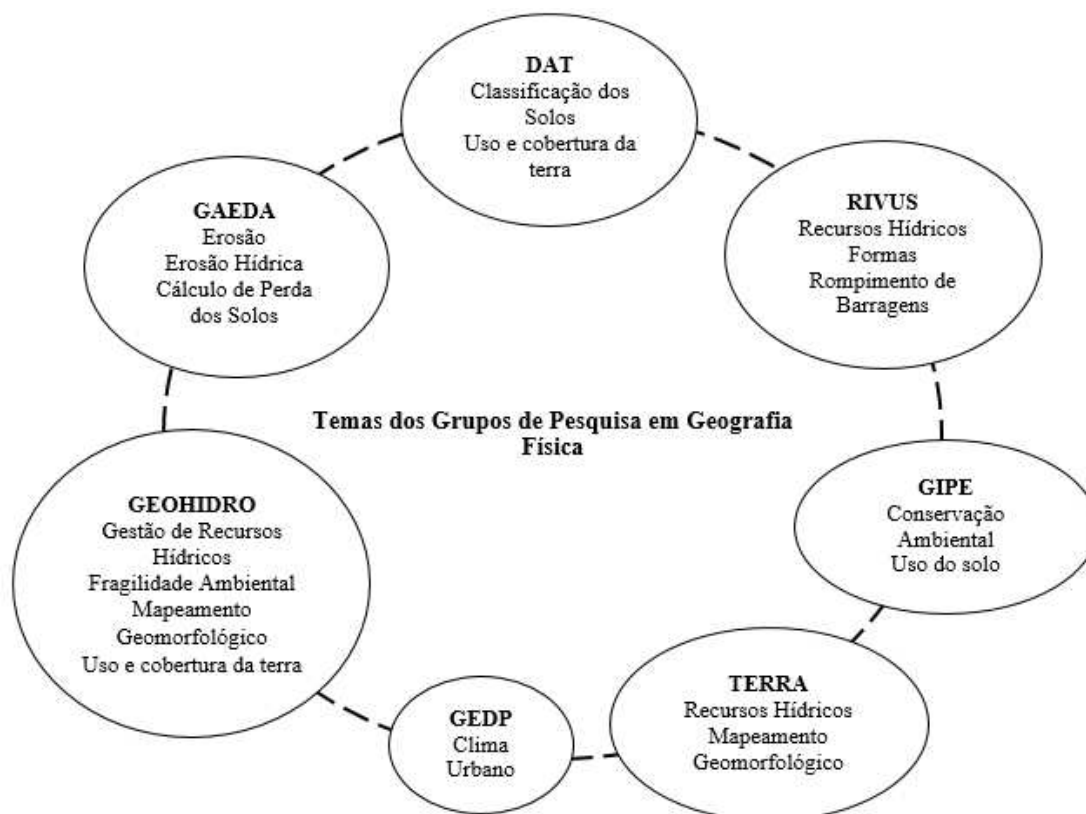 DAT
Classificação dos
Solos
Uso e cobertura da
terra
GAEDA
Erosão
Erosão Hídrica
Cálculo de Perda
dos Solos
RIVUS
Recursos Hídricos
Formas
Rompimento de
Barragens
Temas dos Grupos de Pesquisa em Geografia
Física
GEOHIDRO
Gestão de Recursos
Hídricos
Fragilidade Ambiental
Mapeamento
Geomorfológico
Uso e cobertura da terra
GIPE
Conservação
Ambiental
Uso do solo
GEDP
Clima
Urbano
TERRA
Recursos Hídricos
Mapeamento
Geomorfológico